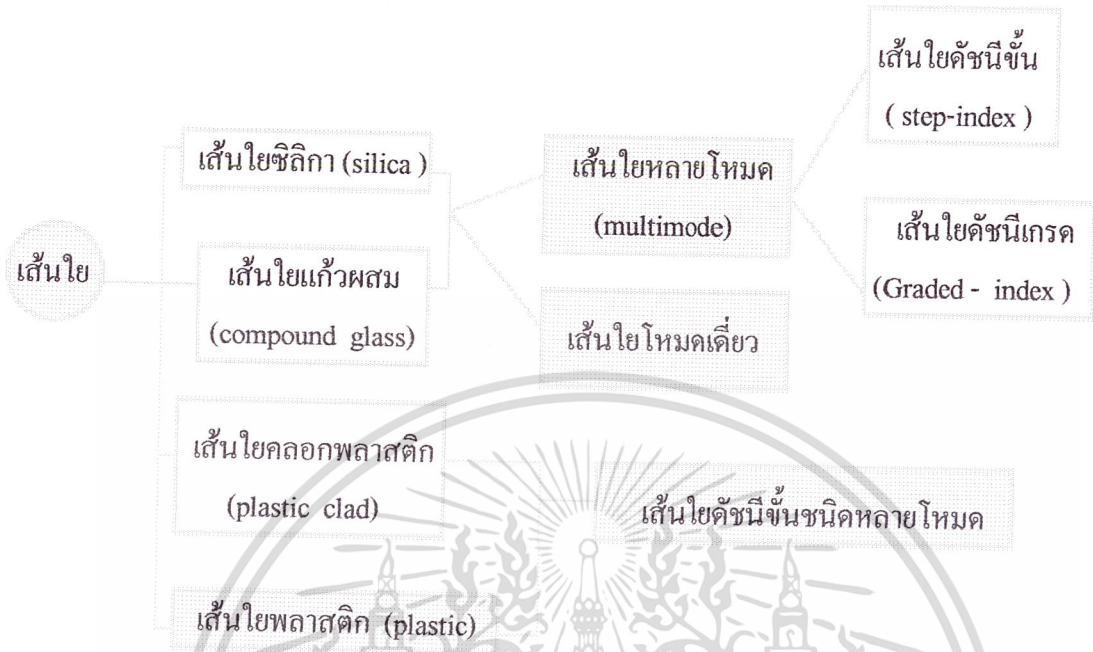 เส้นใย
เส้นใยซิลิกา (silica )
เส้นใยแก้วผสม
(compound glass)
เส้นใยคลอกพลาสติก
(plastic clad)
เส้นใยพลาสติก (plastic)
เส้นใยหลายโหมด
(multimode)
เส้นใยโหมดเดี่ยว
เส้นใยดัชนีขั้นชนิดหลายโหมด
เส้นใยดัชนีขั้น
( step-index )
เส้นใยดัชนีเกรด
(Graded - index )